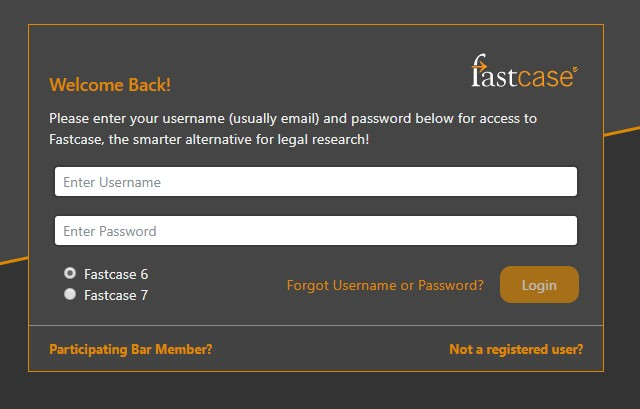 fastcase®
Welcome Back!
Please enter your username (usually email) and password below for access to
Fastcase, the smarter alternative for legal research!
Enter Username
Enter Password
Fastcase 6
Fastcase 7
Forgot Username or Password?
Login
Participating Bar Member?
Not a registered user?